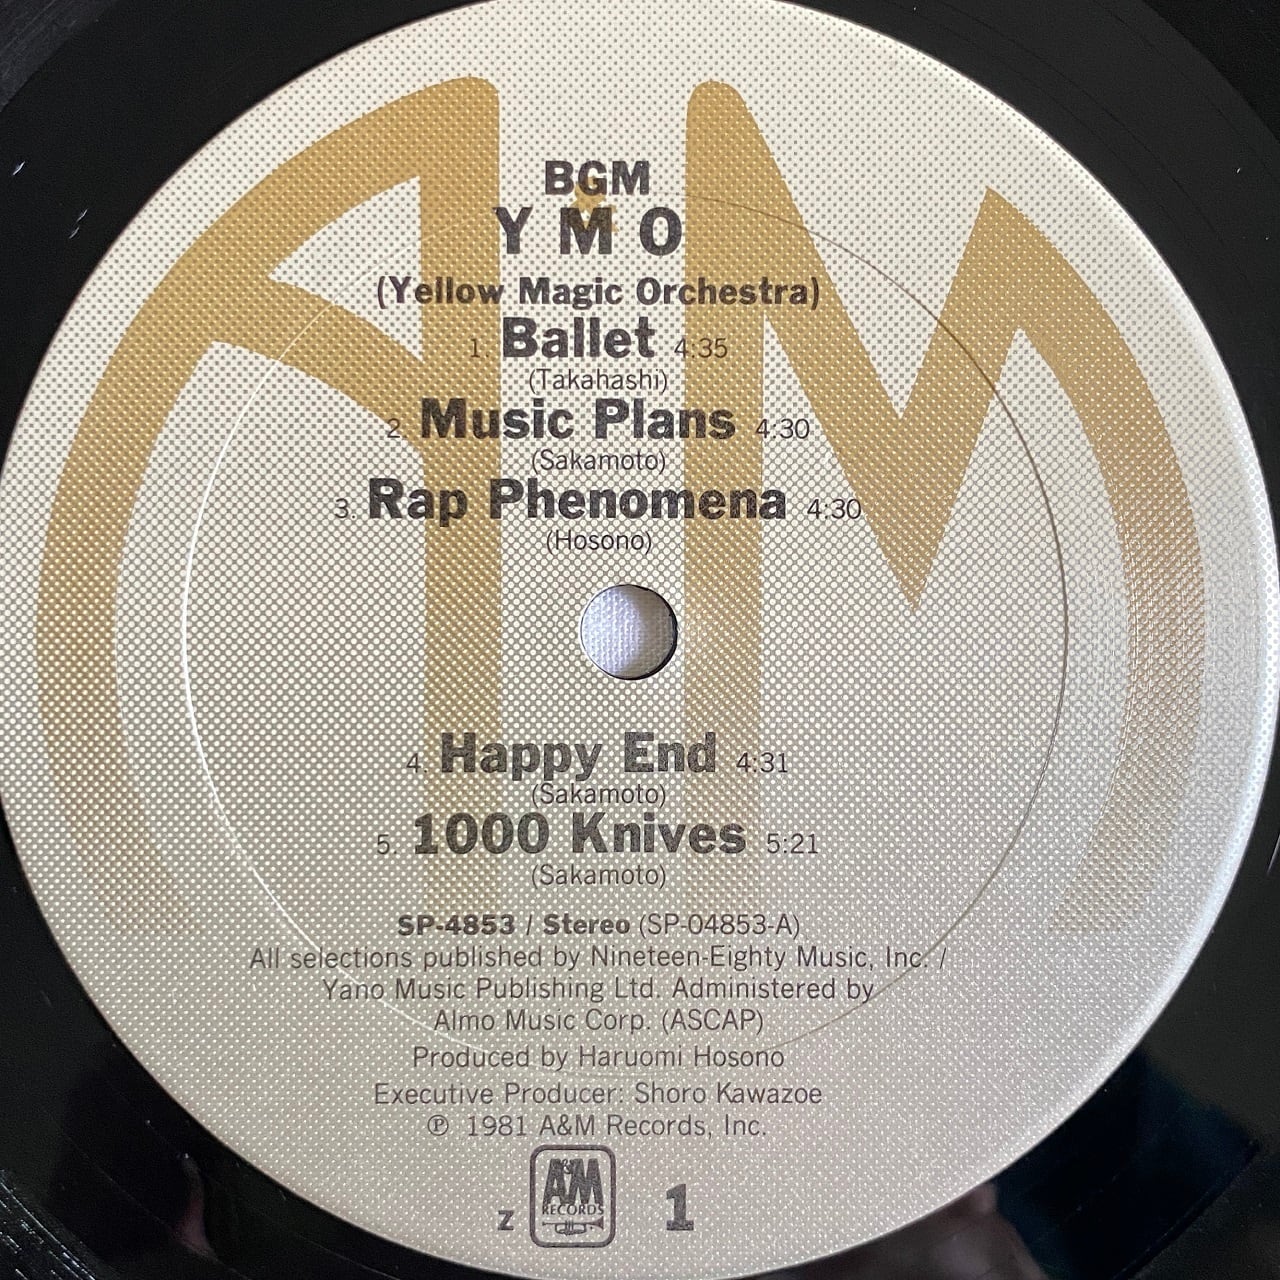 BGM
YMO
(Yellow Magic Orchestra)
1. Ballet 4:35
(Takahashi)
2. Music Plans 4:30
(Sakamoto)
3. Rap Phenomena 4:30
(Hosono)
4. Happy End 4:31
(Sakamoto)
5. 1000 Knives 5:21
(Sakamoto)
SP-4853 / Stereo (SP-04853-A)
All selections published by Nineteen-Eighty Music, Inc. /
Yano Music Publishing Ltd. Administered by
Almo Music Corp. (ASCAP)
Produced by Haruomi Hosono
Executive Producer: Shoro Kawazoe
℗ 1981 A&M Records, Inc.
A&M
RECORDS
z 1